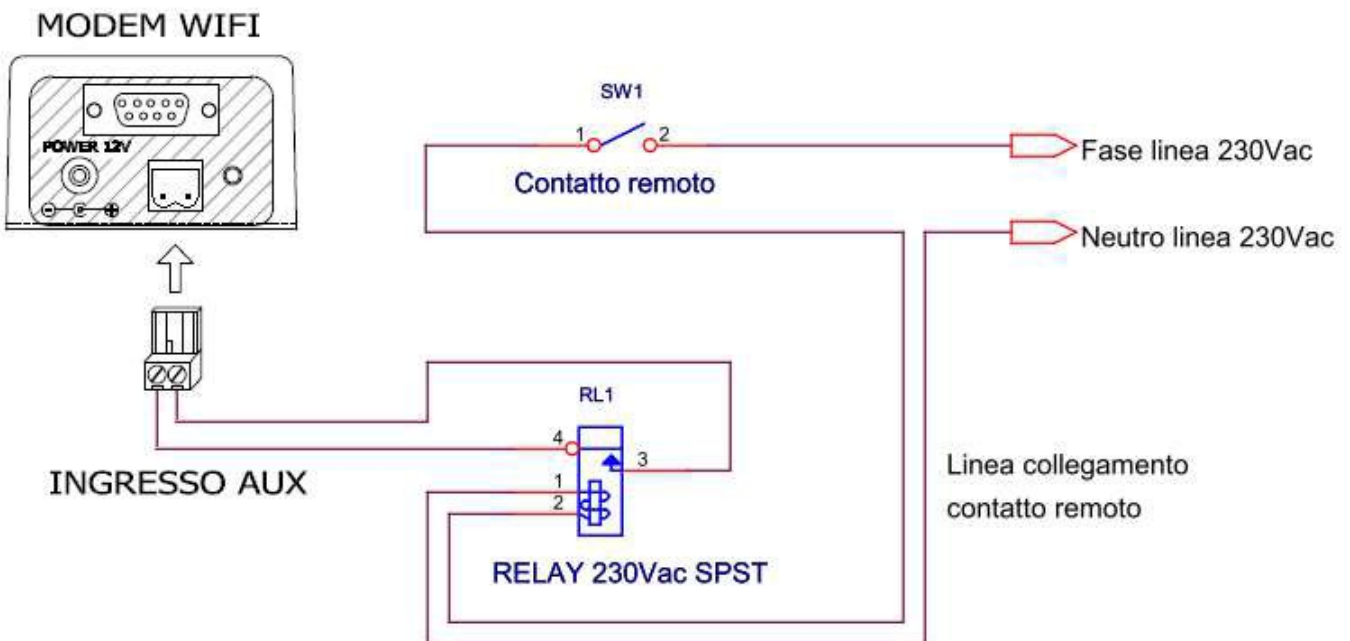 MODEM WIFI
POWER 12V
SW1
1 2
Contatto remoto
Fase linea 230Vac
Neutro linea 230Vac
INGRESSO AUX
RL1
4
3
1
2
RELAY 230Vac SPST
Linea collegamento
contatto remoto